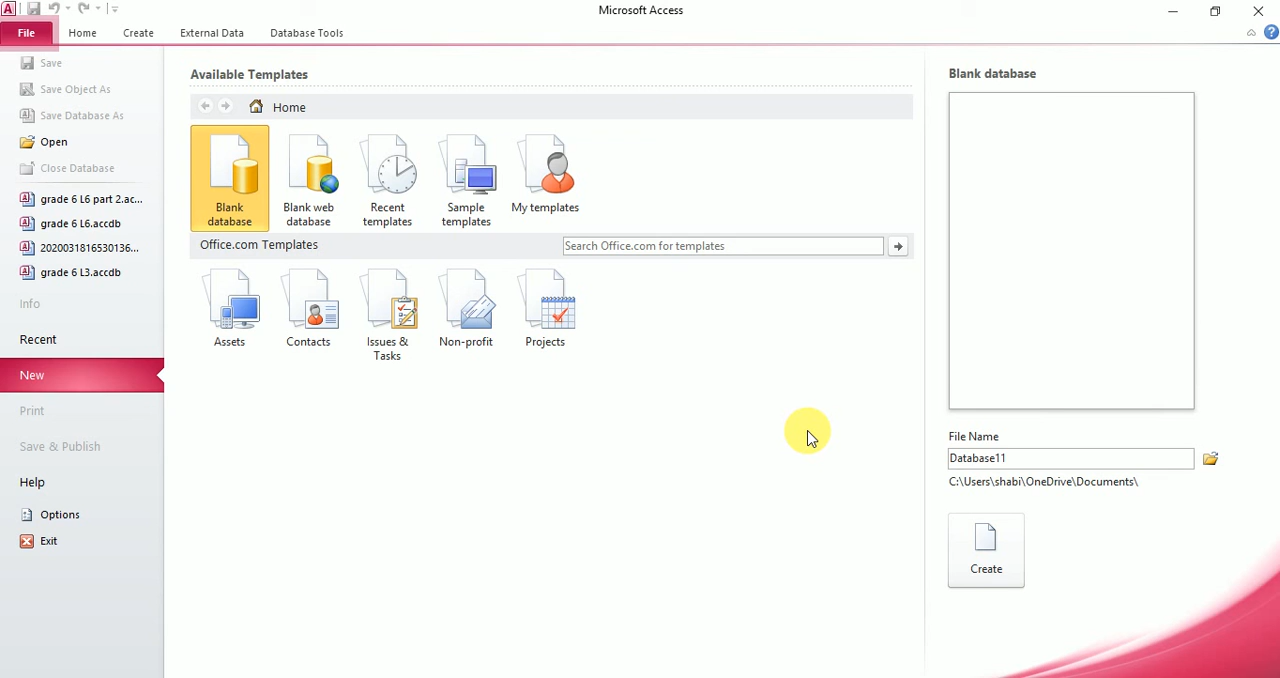 Microsoft Access
File
Home
Create
External Data
Database Tools
Save
Save Object As
Save Database As
Open
Close Database
grade 6 L6 part 2.ac...
grade 6 L6.accdb
2020031816530136...
grade 6 L3.accdb
Info
Recent
New
Print
Save & Publish
Help
Options
Exit
Available Templates
Home
Blank
database
Blank web
database
Recent
templates
Sample
templates
My templates
Office.com Templates
Search Office.com for templates
Assets
Contacts
Issues &
Tasks
Non-profit
Projects
Blank database
File Name
Database11
C:\Users\shabi\OneDrive\Documents\
Create